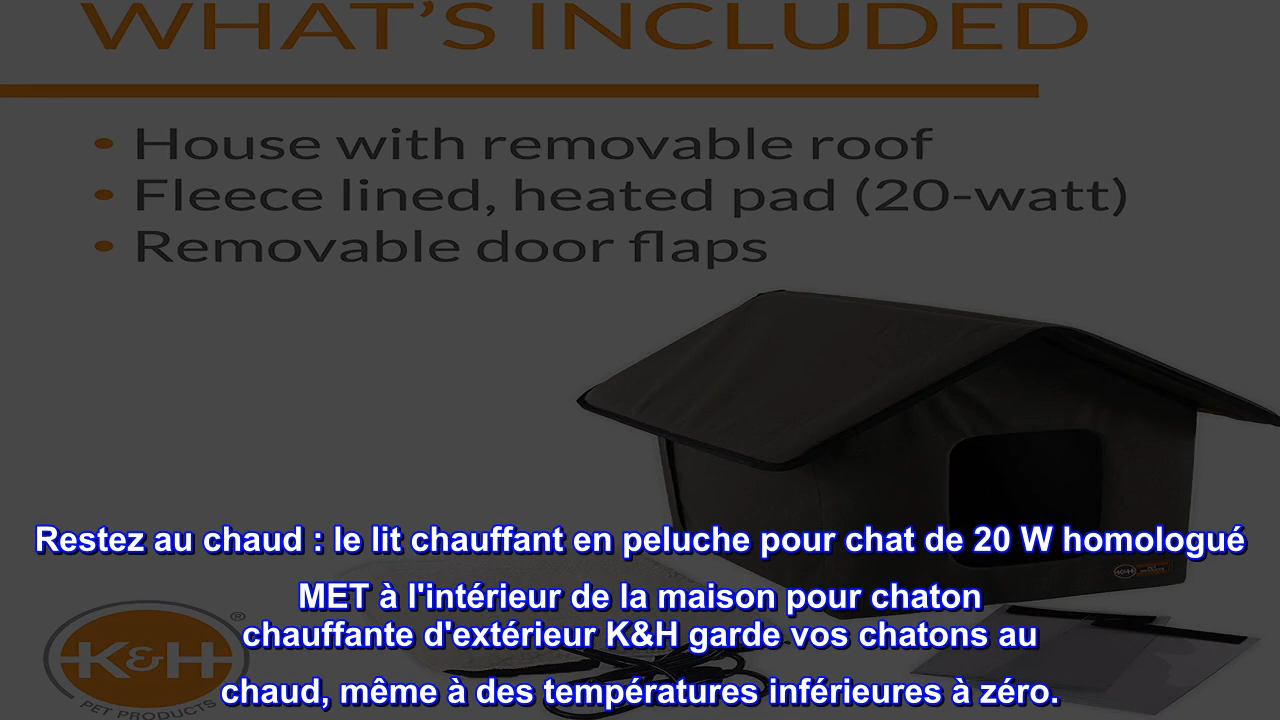 WHAT'S INCLUDED
• House with removable roof
• Fleece lined, heated pad (20-watt)
• Removable door flaps
K&H
Restez au chaud : le lit chauffant en peluche pour chat de 20 W homologué
MET à l'intérieur de la maison pour chaton
K&H ®
chauffante d'extérieur K&H garde vos chatons au
PET PRODUCTS
chaud, même à des températures inférieures à zéro.